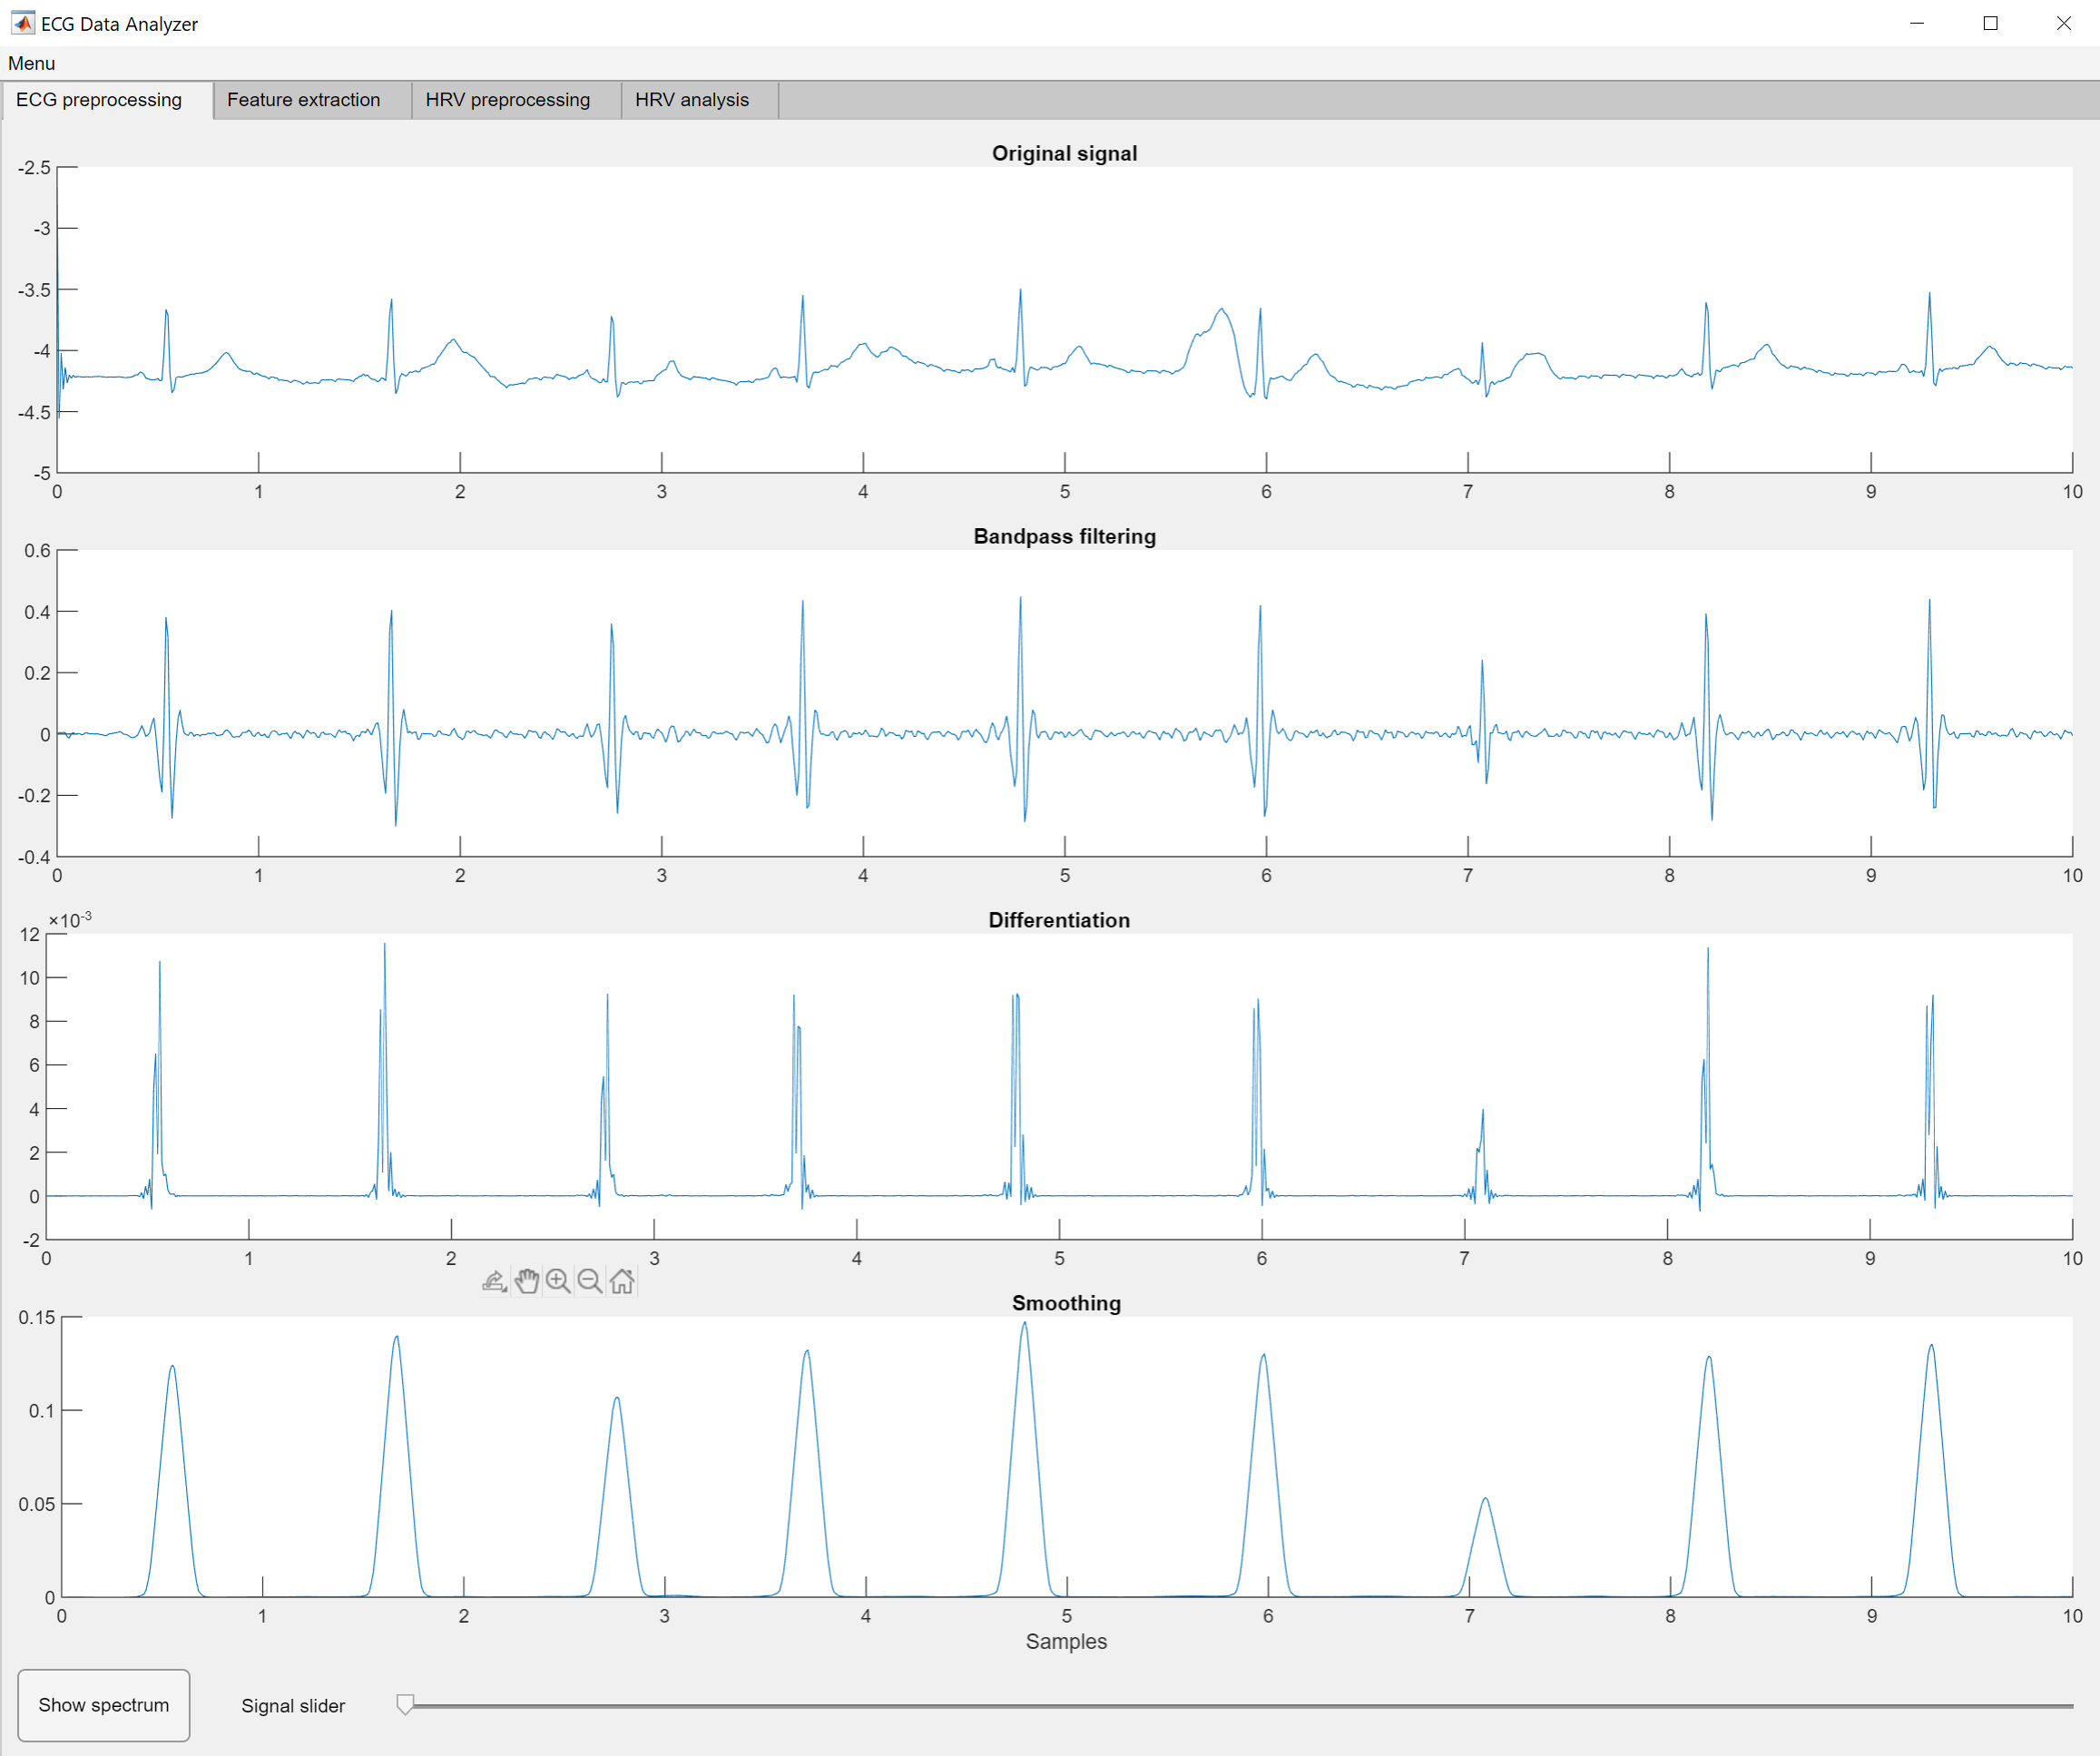 ECG Data Analyzer
Menu
ECG preprocessing Feature extraction HRV preprocessing HRV analysis
Original signal
-2.5
-3
-3.5
-4
-4.5
-5
0 1 2 3 4 5 6 7 8 9 10
Bandpass filtering
0.6
0.4
0.2
0
-0.2
-0.4
0 1 2 3 4 5 6 7 8 9 10
×10-3 Differentiation
12
10
8
6
4
2
0
-2
0 1 2 3 4 5 6 7 8 9 10
Smoothing
0.15
0.1
0.05
0
0 1 2 3 4 5 6 7 8 9 10
Samples
Show spectrum Signal slider